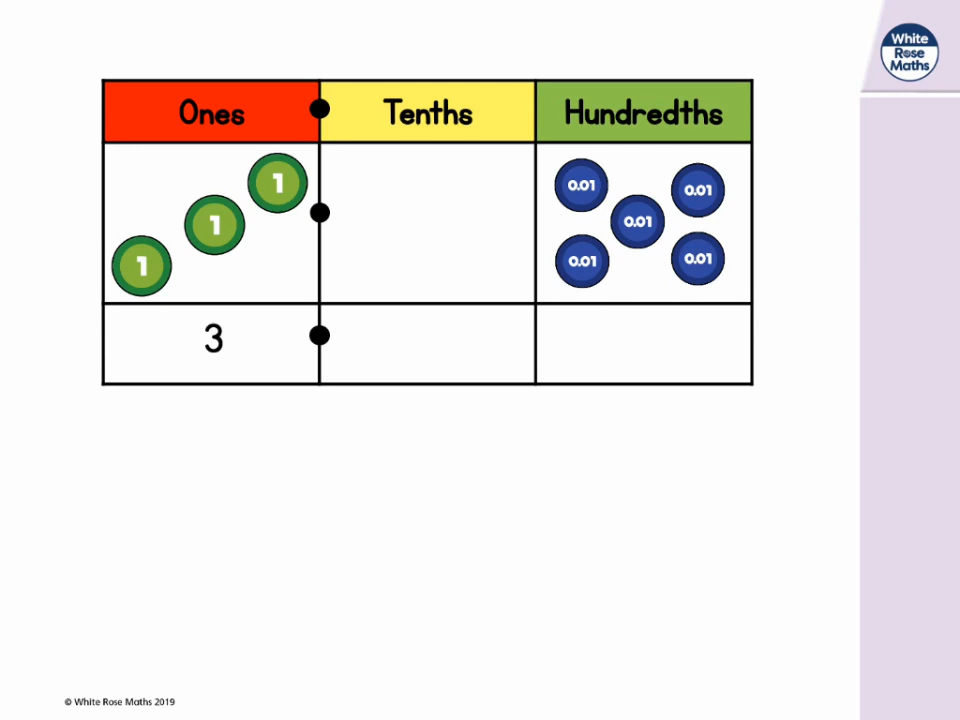 White
Rose
Maths
Ones Tenths Hundredths
1
1
1
0.01
0.01
0.01
0.01
0.01
3
© White Rose Maths 2019